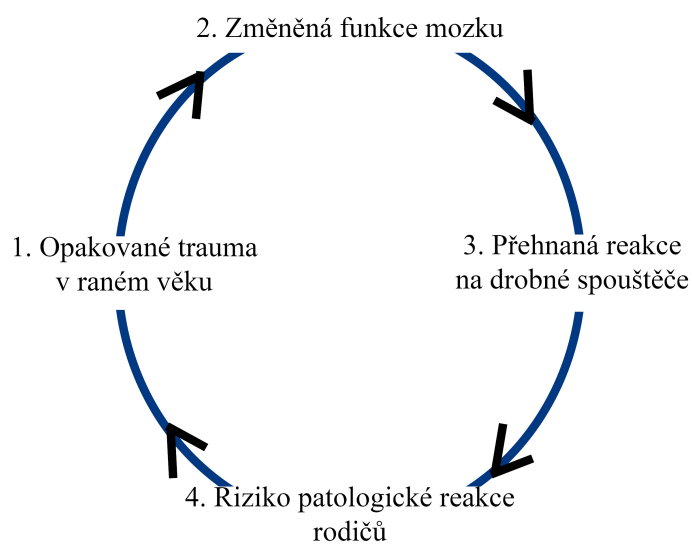 2. Změněná funkce mozku
1. Opakované trauma
v raném věku
3. Přehnaná reakce
na drobné spouštěče
4. Riziko patologické reakce
rodičů